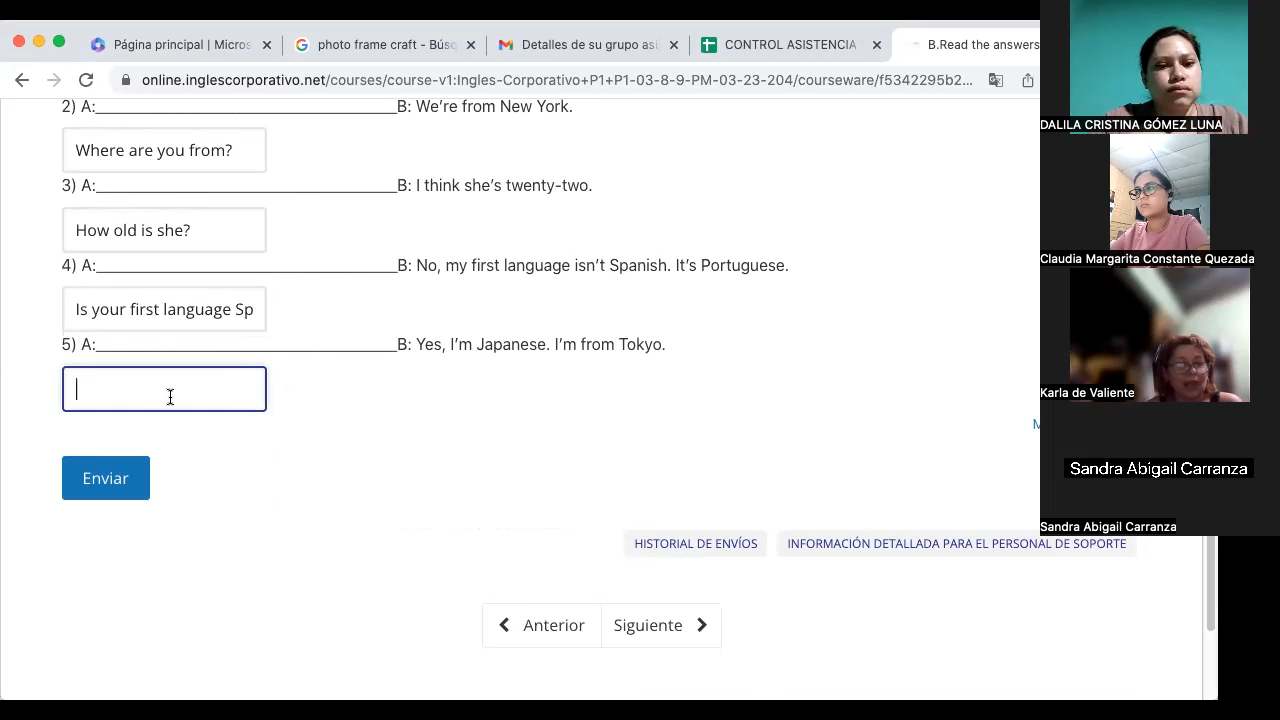 Página principal | Micros
photo frame craft - Búsq
Detalles de su grupo asi
CONTROL ASISTENCIA
B.Read the answers
online.inglescorporativo.net/courses/course-v1:Ingles-Corporativo+P1+P1-03-8-9-PM-03-23-204/courseware/f5342295b2...
2) A:___________________________________B: We're from New York.
Where are you from?
3) A:___________________________________B: I think she's twenty-two.
How old is she?
4) A:___________________________________B: No, my first language isn't Spanish. It's Portuguese.
Is your first language Sp
5) A:___________________________________B: Yes, I'm Japanese. I'm from Tokyo.
Enviar
HISTORIAL DE ENVÍOS
INFORMACIÓN DETALLADA PARA EL PERSONAL DE SOPORTE
Anterior
Siguiente
DALILA CRISTINA GÓMEZ LUNA
Claudia Margarita Constante Quezada
Karla de Valiente
Sandra Abigail Carranza
Sandra Abigail Carranza